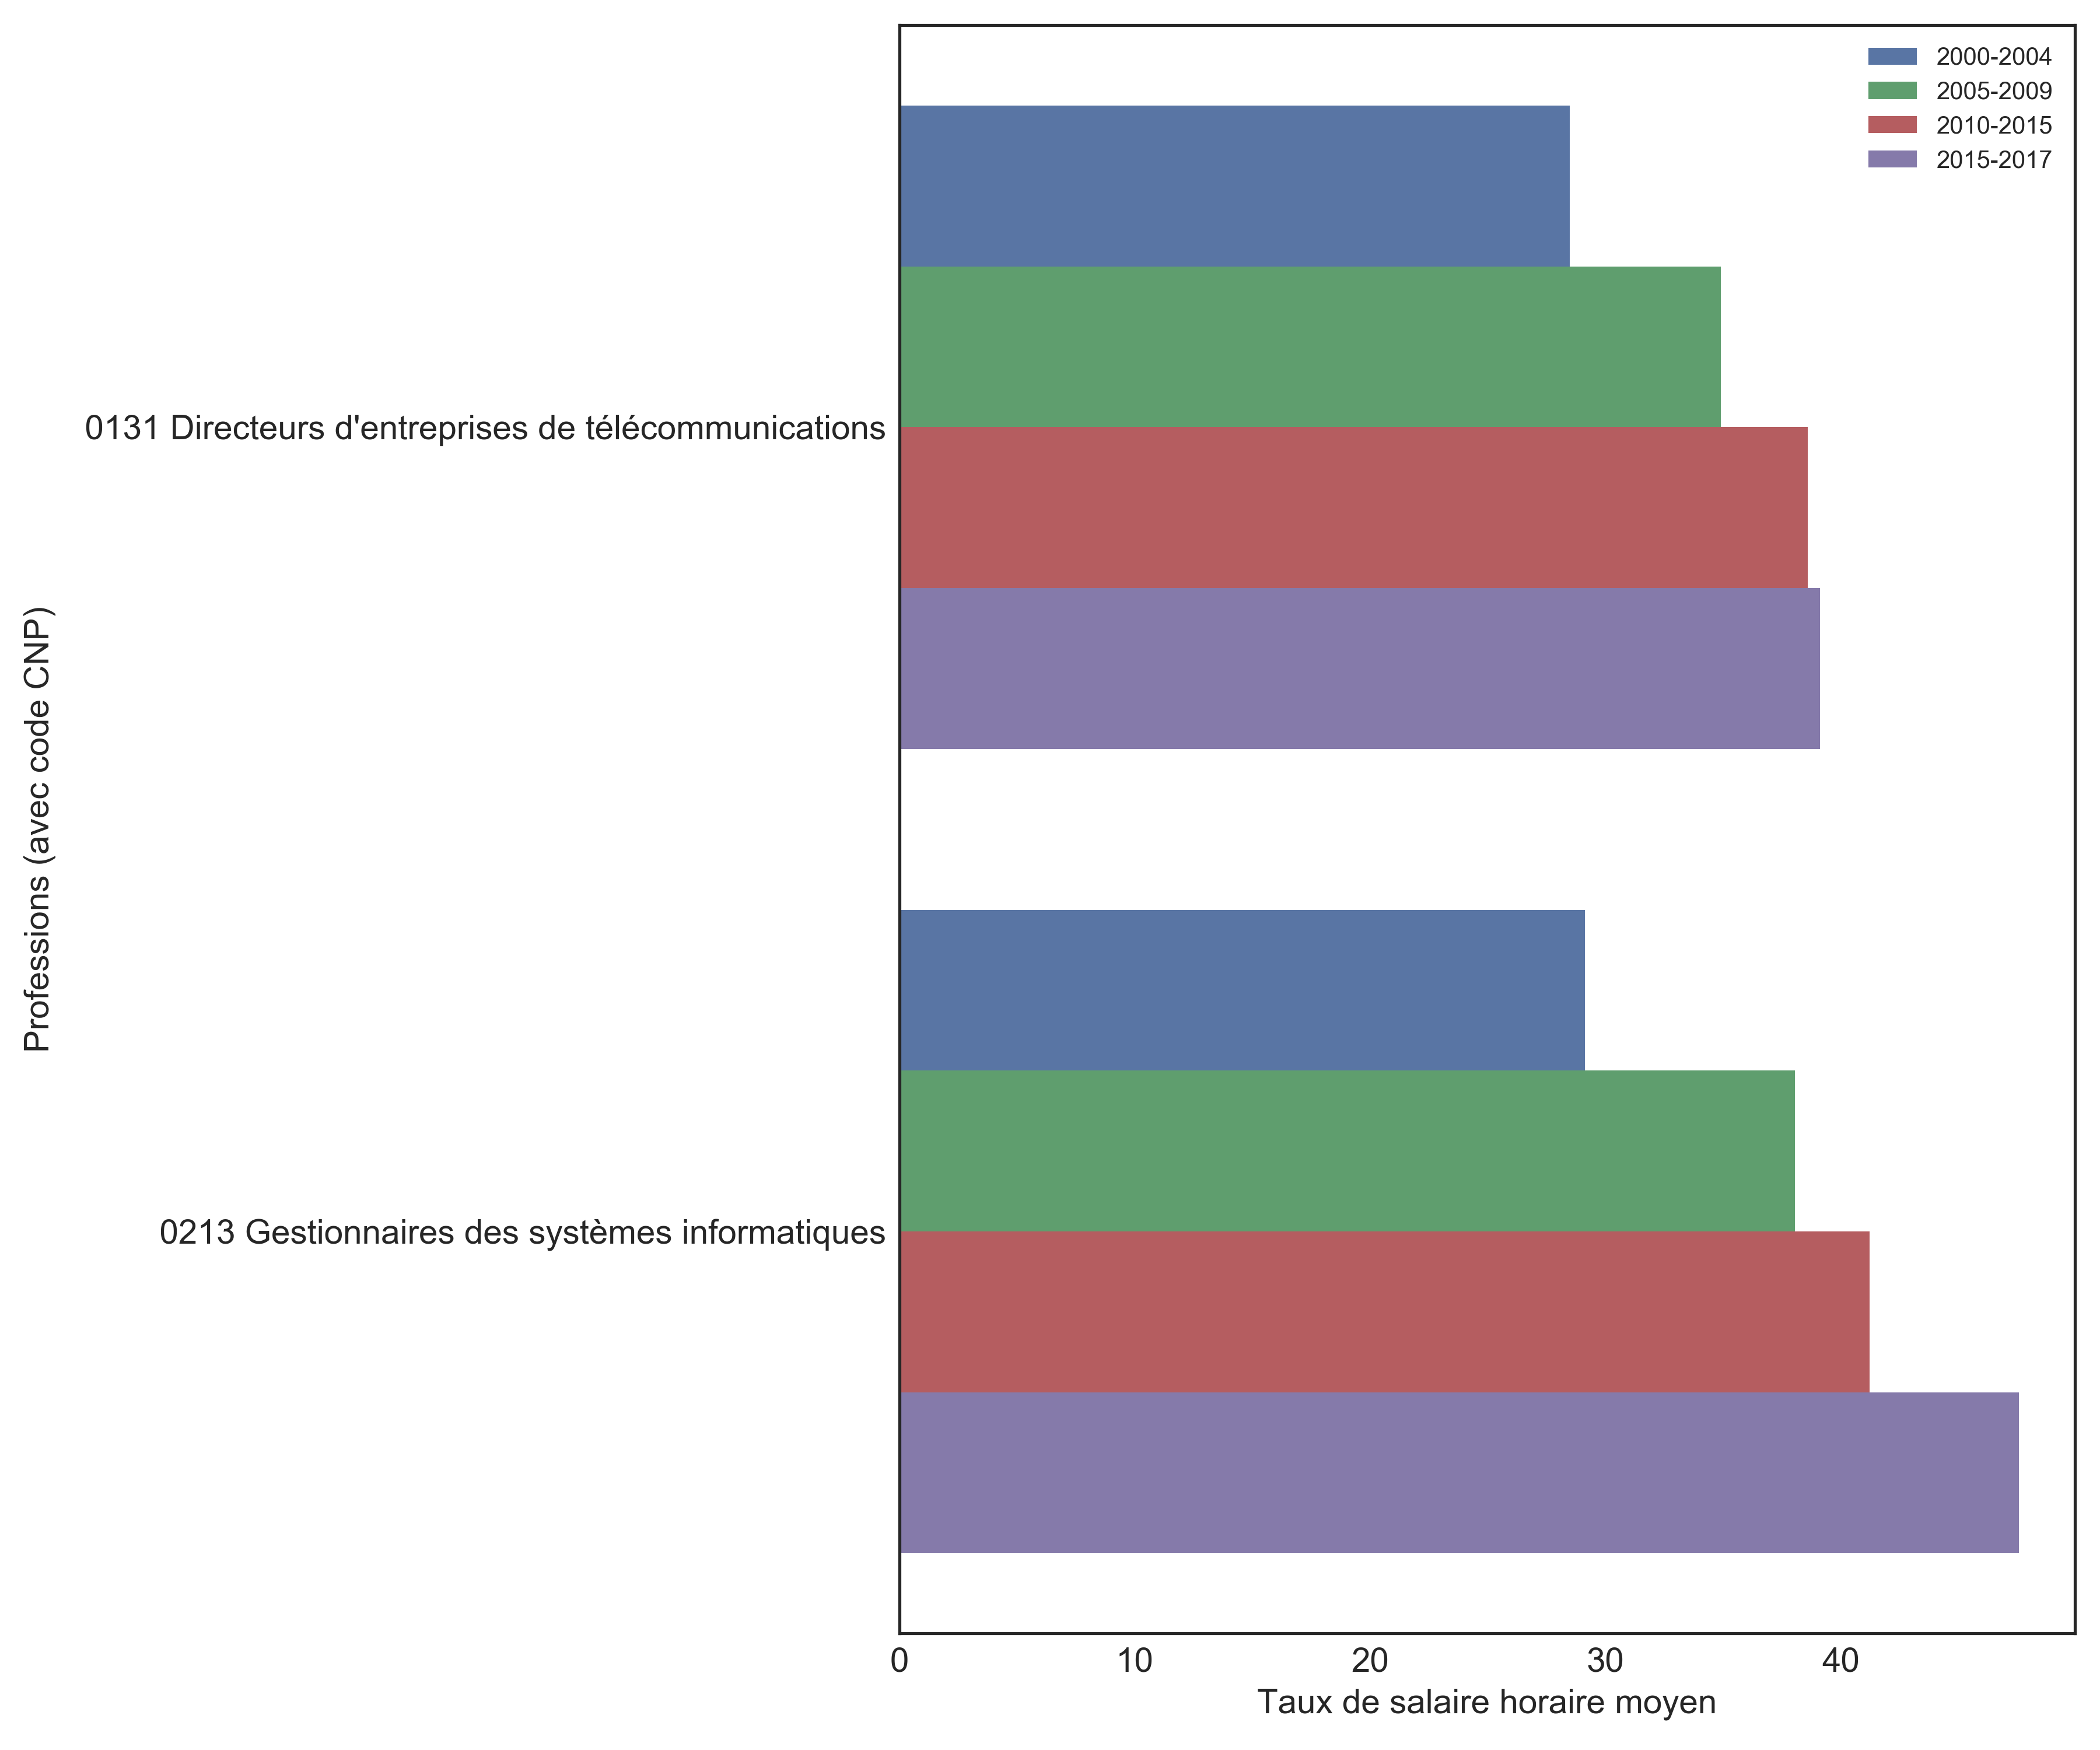 2000-2004
2005-2009
2010-2015
2015-2017
Professions (avec code CNP)
0131 Directeurs d'entreprises de télécommunications
0213 Gestionnaires des systèmes informatiques
0 10 20 30 40
Taux de salaire horaire moyen